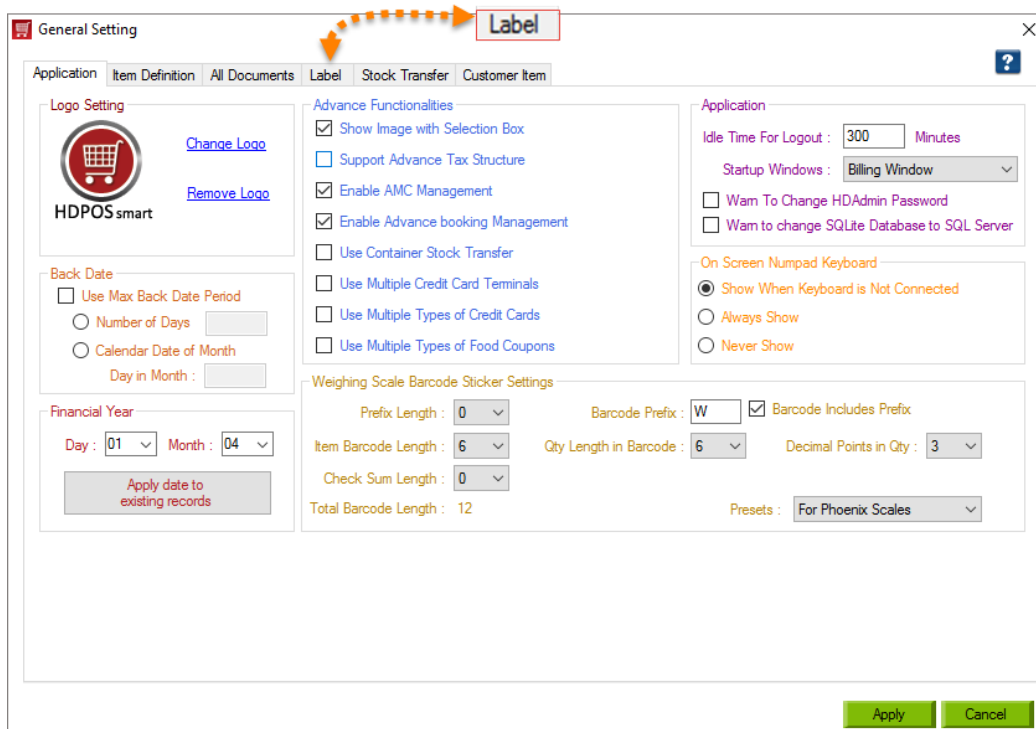 Label
General Setting
Application Item Definition All Documents Label Stock Transfer Customer Item
?
Logo Setting
HDPOS smart
Change Logo
Remove Logo
Back Date
Use Max Back Date Period
Number of Days
Calendar Date of Month
Day in Month :
Financial Year
Day : 01 Month : 04
Apply date to
existing records
Advance Functionalities
Show Image with Selection Box
Support Advance Tax Structure
Enable AMC Management
Enable Advance booking Management
Use Container Stock Transfer
Use Multiple Credit Card Terminals
Use Multiple Types of Credit Cards
Use Multiple Types of Food Coupons
Application
Idle Time For Logout : 300 Minutes
Startup Windows : Billing Window
Warn To Change HDAdmin Password
Warn to change SQLite Database to SQL Server
On Screen Numpad Keyboard
Show When Keyboard is Not Connected
Always Show
Never Show
Weighing Scale Barcode Sticker Settings
Prefix Length : 0 Barcode Prefix : W Barcode Includes Prefix
Item Barcode Length : 6 Qty Length in Barcode : 6 Decimal Points in Qty : 3
Check Sum Length : 0
Total Barcode Length : 12 Presets : For Phoenix Scales
Apply Cancel